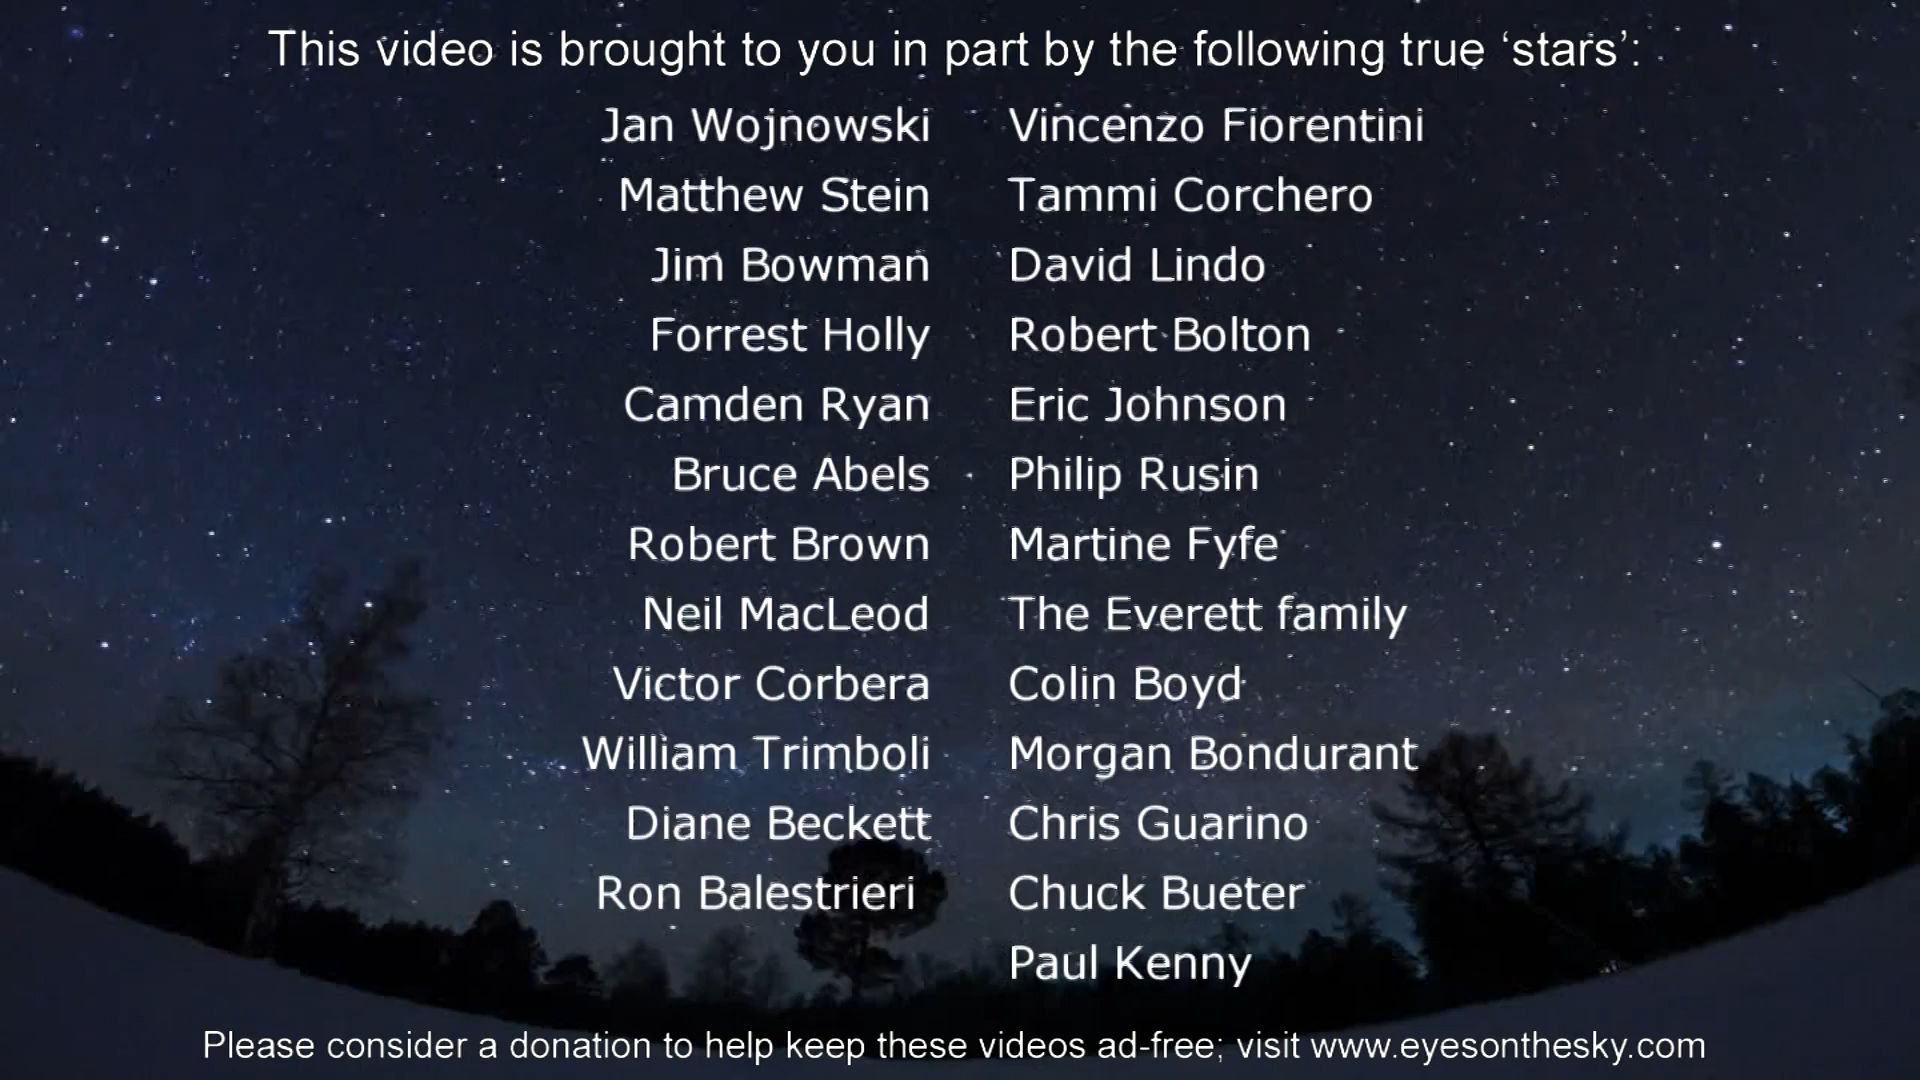 This video is brought to you in part by the following true ‘stars’:
Jan Wojnowski Vincenzo Fiorentini
Matthew Stein Tammi Corchero
Jim Bowman David Lindo
Forrest Holly Robert Bolton
Camden Ryan Eric Johnson
Bruce Abels Philip Rusin
Robert Brown Martine Fyfe
Neil MacLeod The Everett family
Victor Corbera Colin Boyd
William Trimboli Morgan Bondurant
Diane Beckett Chris Guarino
Ron Balestrieri Chuck Bueter
Paul Kenny
Please consider a donation to help keep these videos ad-free; visit www.eyesonthesky.com